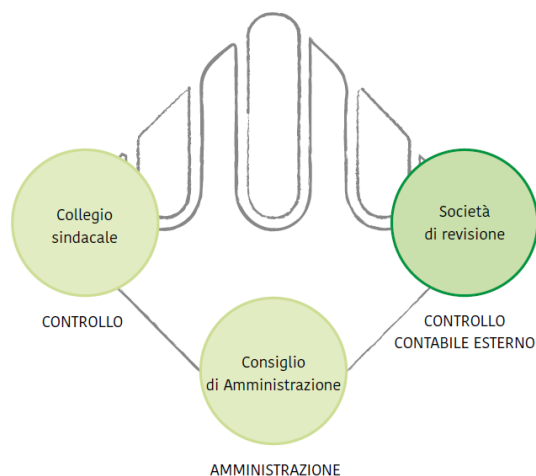 Collegio
sindacale
CONTROLLO
Società
di revisione
CONTROLLO
CONTABILE ESTERNO
Consiglio
di Amministrazione
AMMINISTRAZIONE